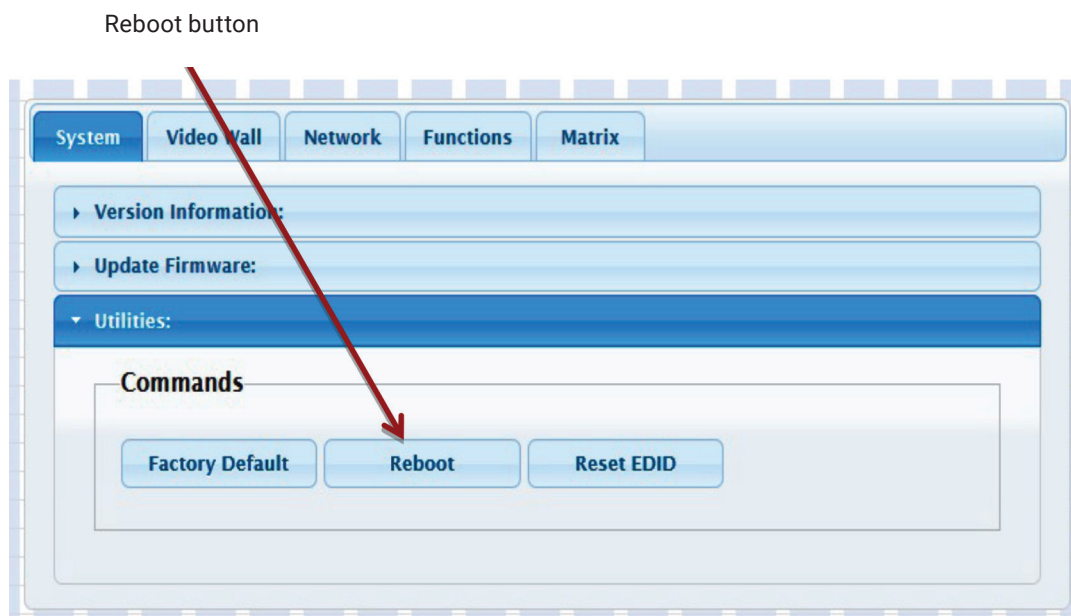 Reboot button
System Video Wall Network Functions Matrix
Version Information:
Update Firmware:
Utilities:
Commands
Factory Default Reboot Reset EDID